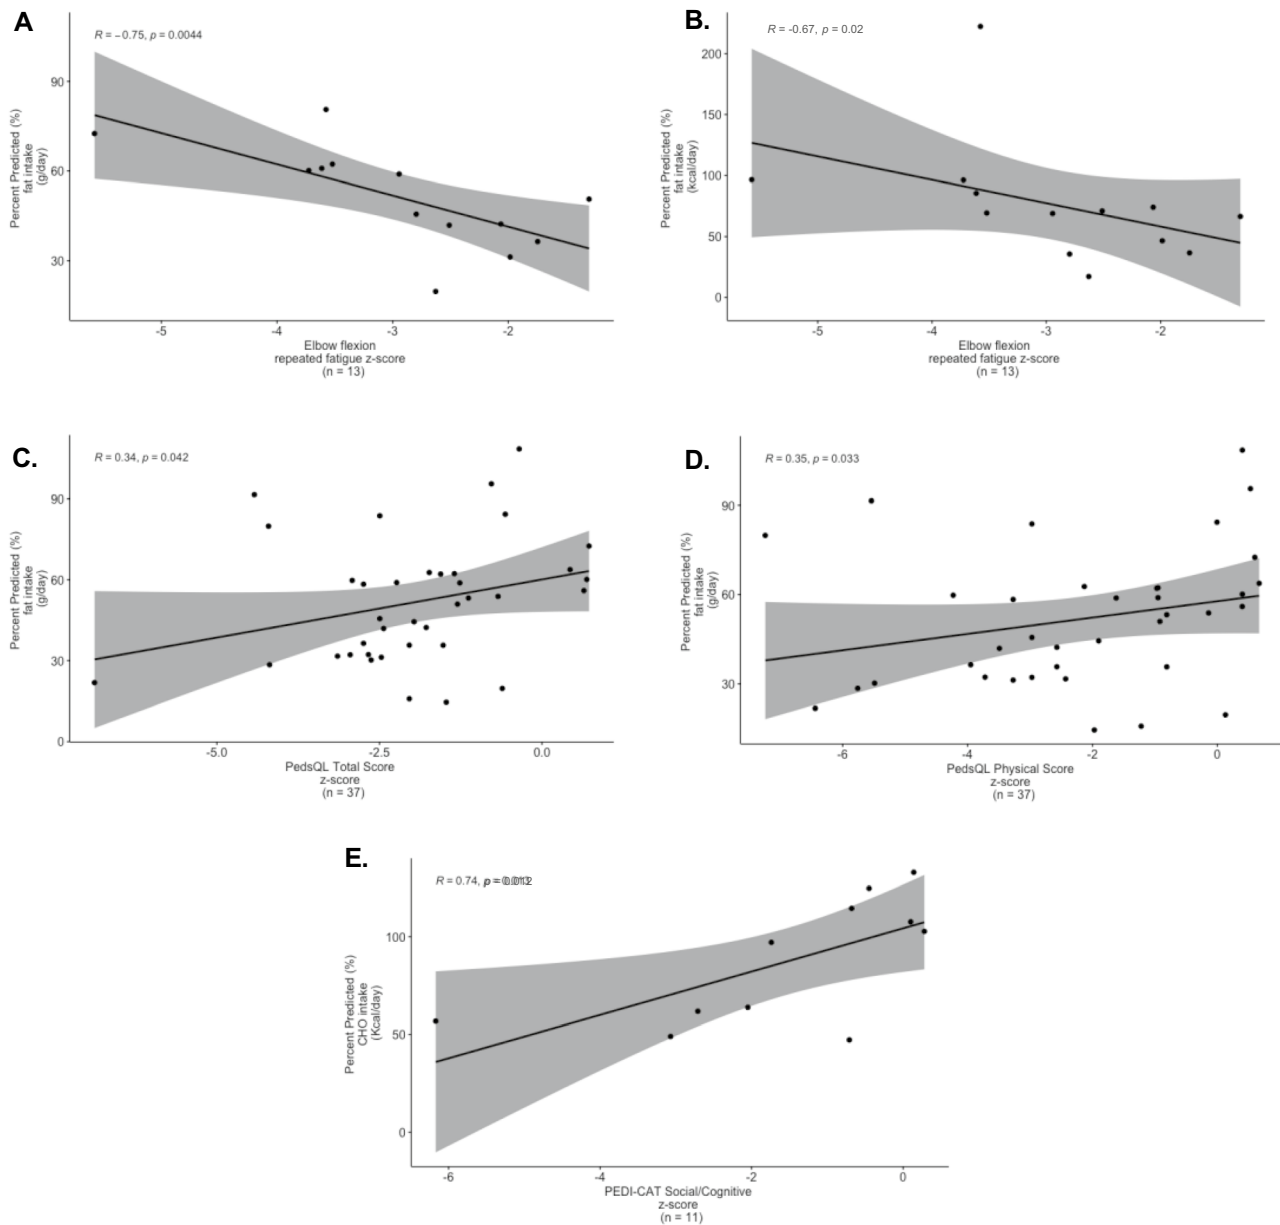 A
R = −0.75, p = 0.0044
Percent Predicted (%)
fat intake
(g/day)
90
60
30
-5
-4
-3
-2
Elbow flexion
repeated fatigue z-score
(n = 13)
B.
R = -0.67, p = 0.02
Percent Predicted (%)
fat intake
(kcal/day)
200
150
100
50
0
-5
-4
-3
-2
Elbow flexion
repeated fatigue z-score
(n = 13)
C.
R = 0.34, p = 0.042
Percent Predicted (%)
fat intake
(g/day)
90
60
30
0
-5.0
-2.5
0.0
PedsQL Total Score
z-score
(n = 37)
D.
R = 0.35, p = 0.033
Percent Predicted (%)
fat intake
(g/day)
90
60
30
-6
-4
-2
0
PedsQL Physical Score
z-score
(n = 37)
E.
R = 0.74,
Percent Predicted (%)
CHO intake
(Kcal/day)
100
50
0
-6
-4
-2
0
PEDI-CAT Social/Cognitive
z-score
(n = 11)